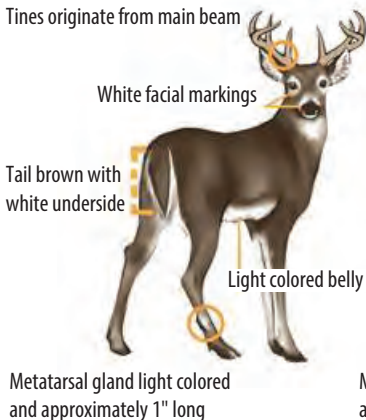 Tines originate from main beam
White facial markings
Tail brown with
white underside
Light colored belly
Metatarsal gland light colored
and approximately 1" long